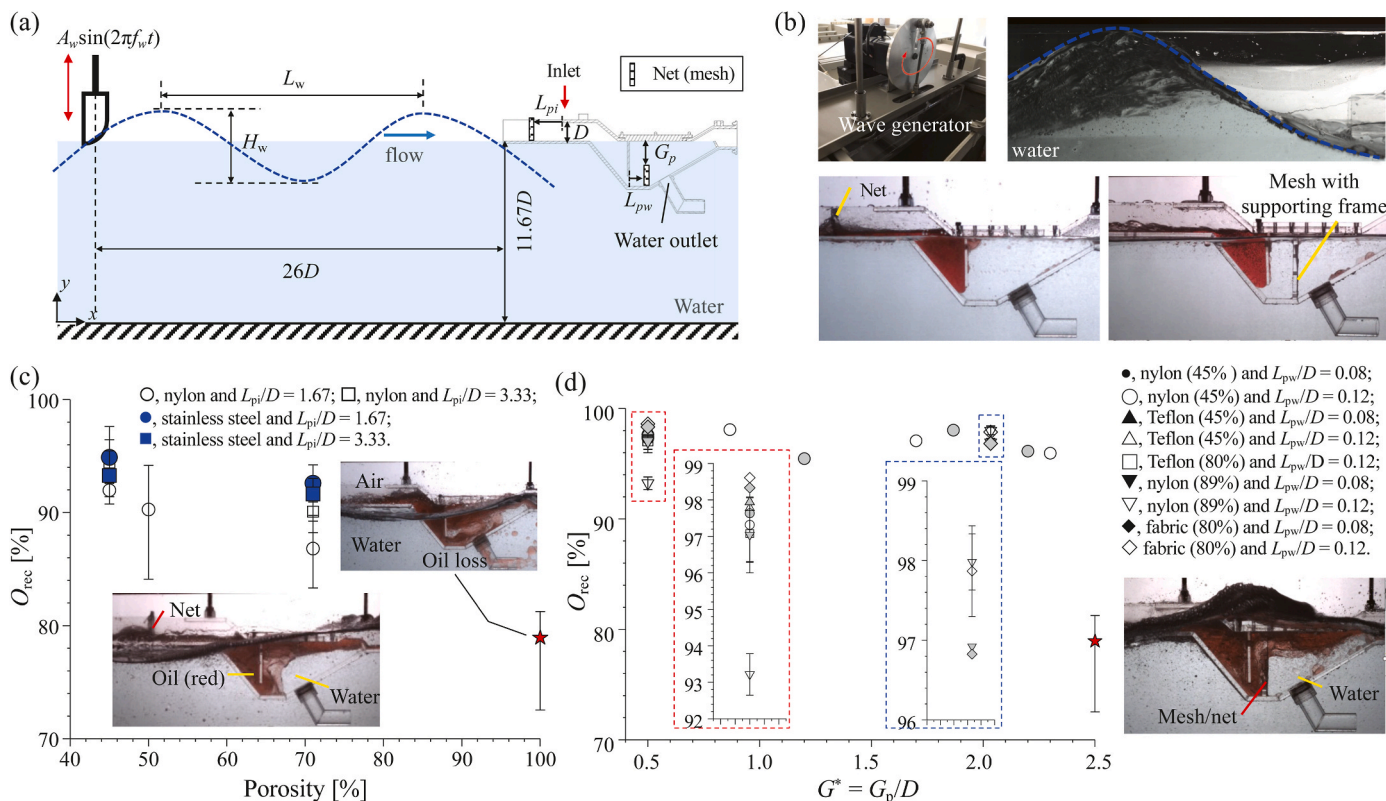 (a)
A_w sin(2πf_w t)
L_w
H_w
flow
Inlet
L_pi
D
Net (mesh)
G_p
L_pw
Water outlet
11.67D
26D
y
x
Water
(b)
Wave generator
water
Net
Mesh with
supporting frame
(c)
○, nylon and L_pi/D = 1.67; □, nylon and L_pi/D = 3.33;
●, stainless steel and L_pi/D = 1.67;
■, stainless steel and L_pi/D = 3.33.
100
90
80
70
O_rec [%]
Air
Water
Oil loss
Net
Oil (red)
Water
40
50
60
70
80
90
100
Porosity [%]
(d)
100
90
80
70
O_rec [%]
99
98
97
96
95
94
93
92
99
98
97
96
0.5
1.0
1.5
2.0
2.5
G* = G_p/D
●, nylon (45% ) and L_pw/D = 0.08;
○, nylon (45%) and L_pw/D = 0.12;
▲, Teflon (45%) and L_pw/D = 0.08;
△, Teflon (45%) and L_pw/D = 0.12;
□, Teflon (80%) and L_pw/D = 0.12;
▼, nylon (89%) and L_pw/D = 0.08;
▽, nylon (89%) and L_pw/D = 0.12;
◆, fabric (80%) and L_pw/D = 0.08;
◇ fabric (80%) and L_pw/D = 0.12.
Water
Mesh/net